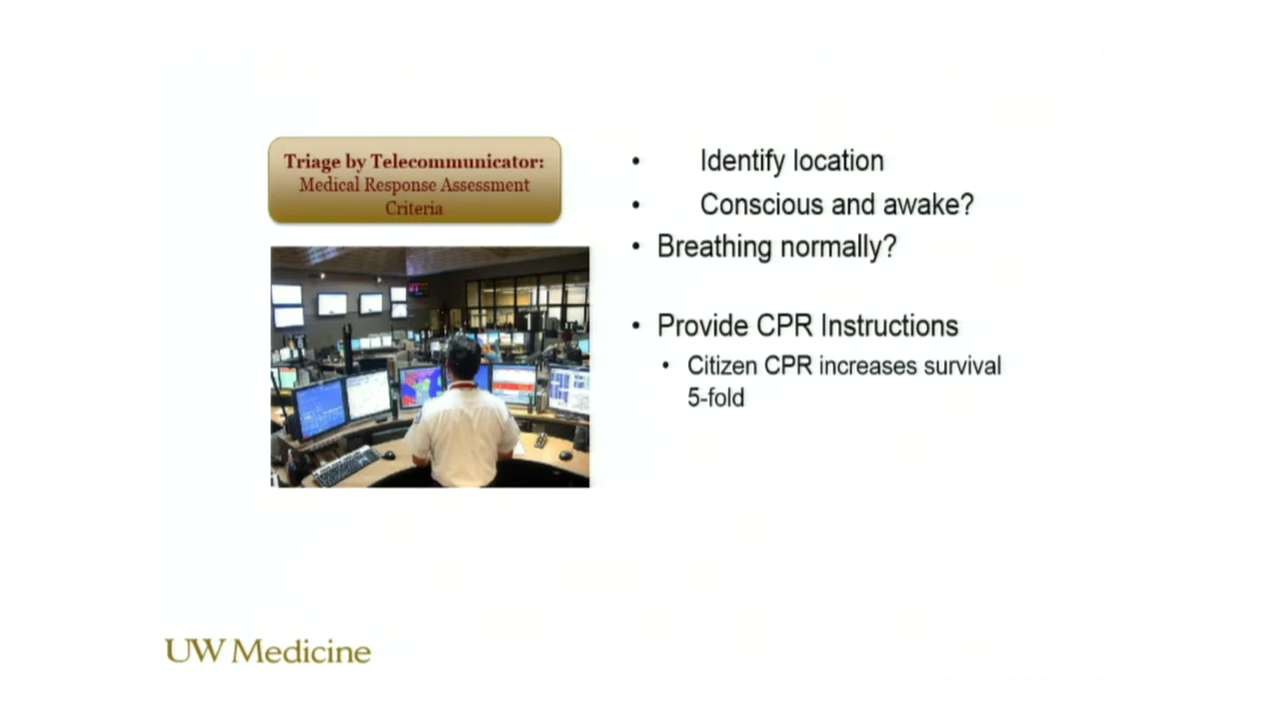 Triage by Telecommunicator:
Medical Response Assessment
Criteria
• Identify location
• Conscious and awake?
• Breathing normally?
• Provide CPR Instructions
• Citizen CPR increases survival
5-fold
UW Medicine